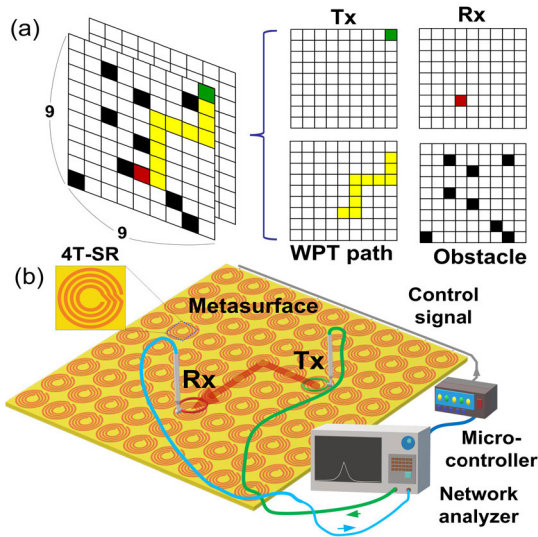 (a)
Tx
Rx
9
9
WPT path
Obstacle
(b)
4T-SR
Metasurface
Control
signal
Rx
Tx
Micro-
controller
Network
analyzer